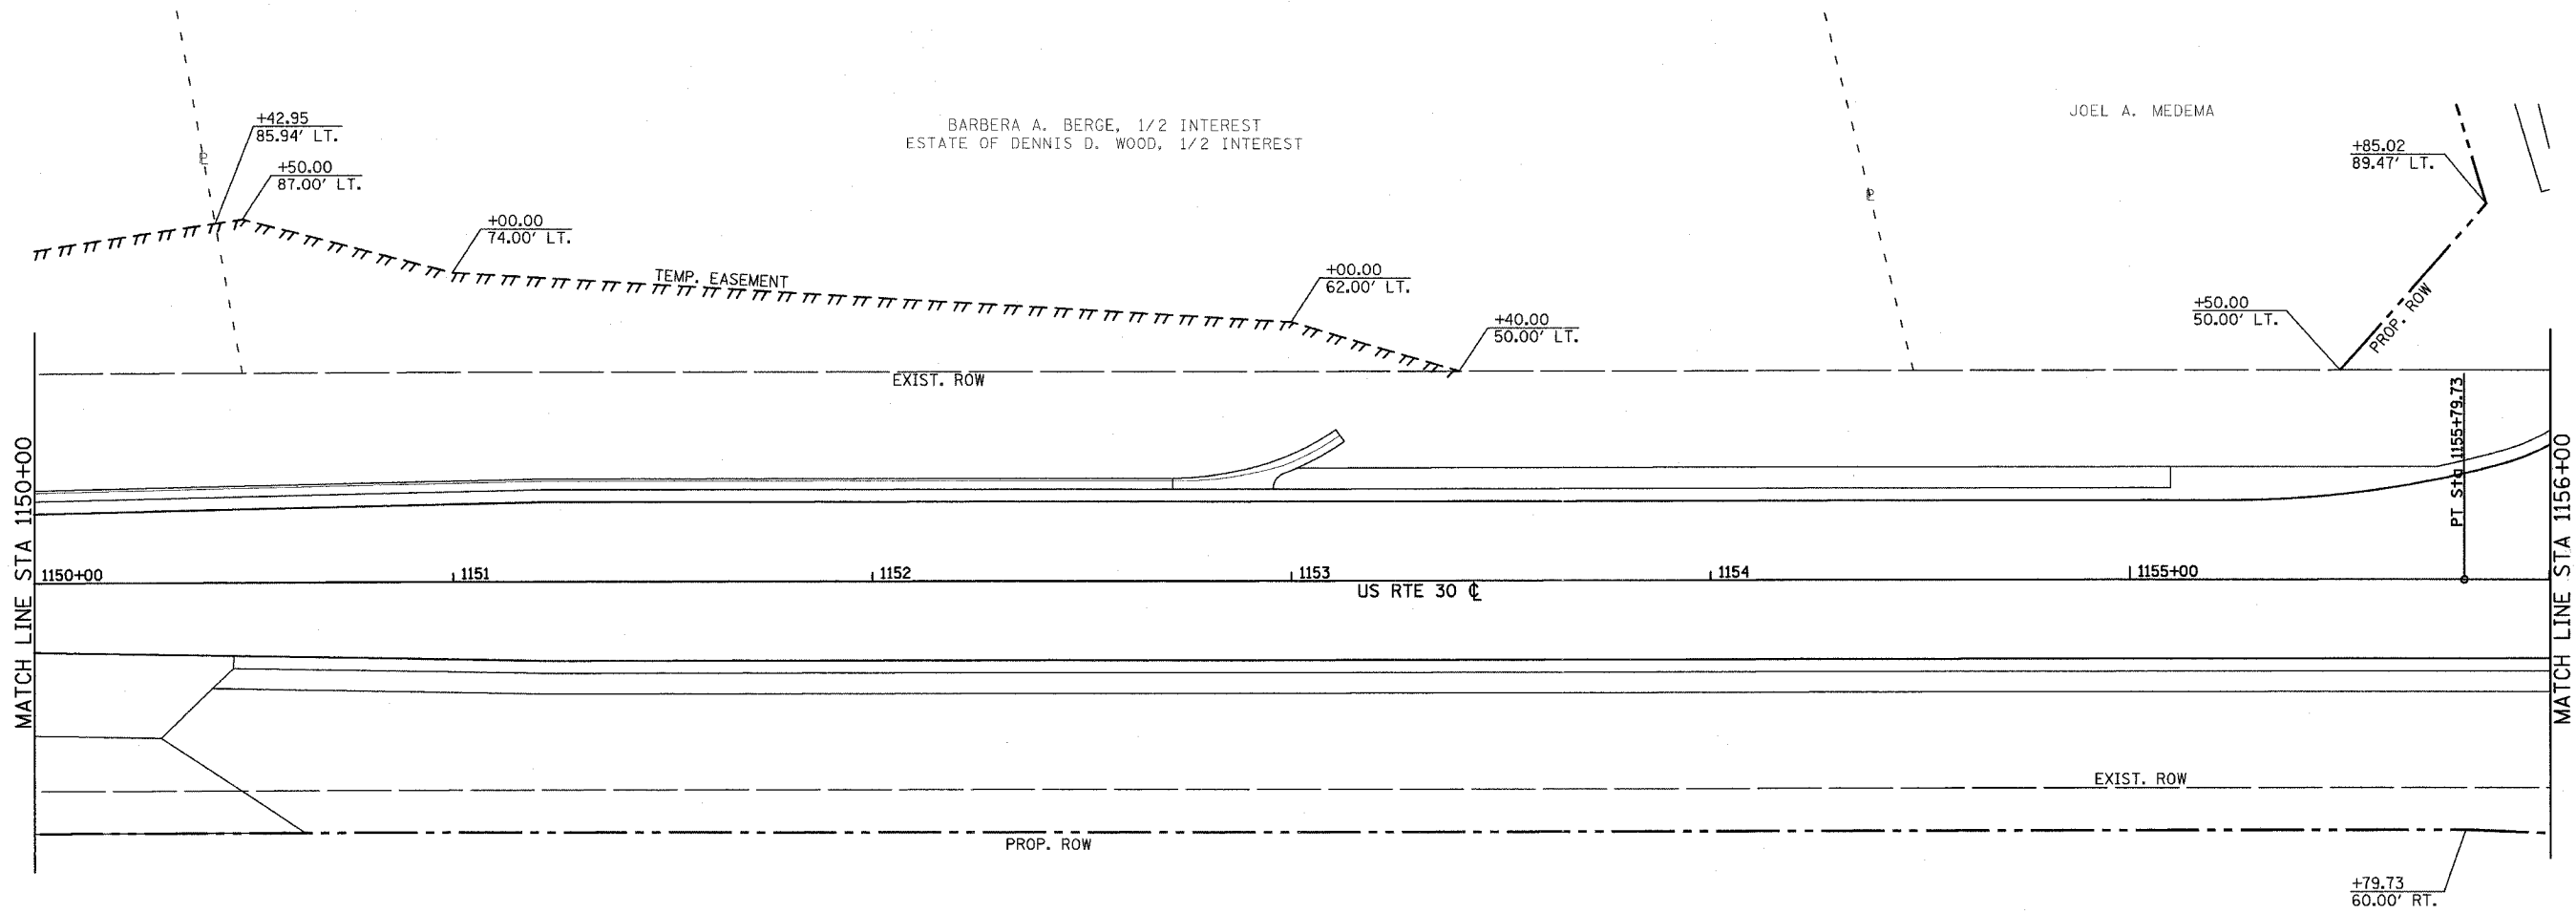 BARBERA A. BERGE, 1/2 INTEREST
ESTATE OF DENNIS D. WOOD, 1/2 INTEREST
JOEL A. MEDEMA
+42.95
85.94' LT.
℄
+50.00
87.00' LT.
+00.00
74.00' LT.
TEMP. EASEMENT
+00.00
62.00' LT.
+40.00
50.00' LT.
+85.02
89.47' LT.
+50.00
50.00' LT.
PROP. ROW
EXIST. ROW
PT Sta 1155+79.73
MATCH LINE STA 1150+00
1150+00
1151
1152
1153
1154
1155+00
US RTE 30 ℄
MATCH LINE STA 1156+00
EXIST. ROW
PROP. ROW
+79.73
60.00' RT.